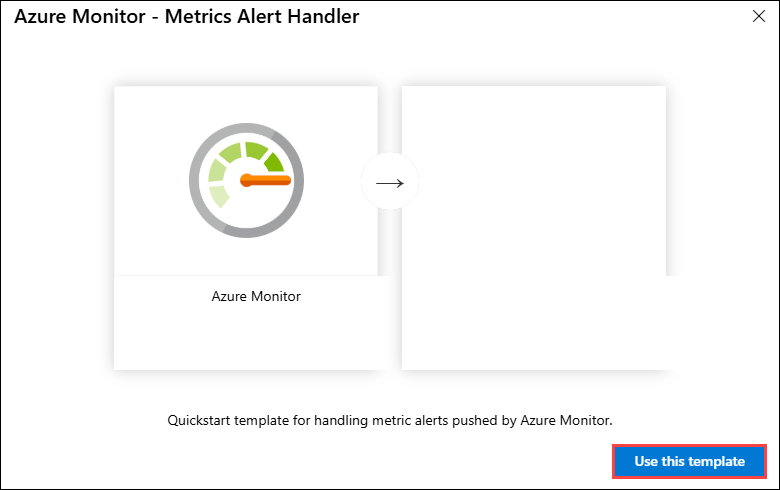 Azure Monitor - Metrics Alert Handler
Azure Monitor
Quickstart template for handling metric alerts pushed by Azure Monitor.
Use this template